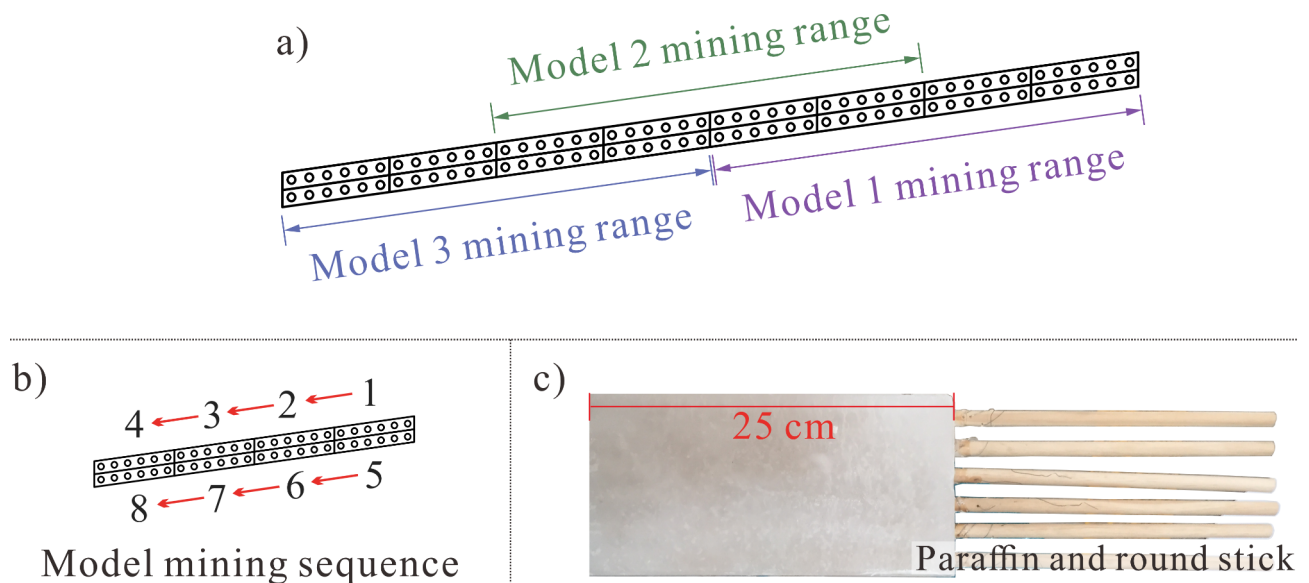 a)
Model 2 mining range
Model 1 mining range
Model 3 mining range
b)
4 3 2 1
8 7 6 5
Model mining sequence
c)
25 cm
Paraffin and round stick